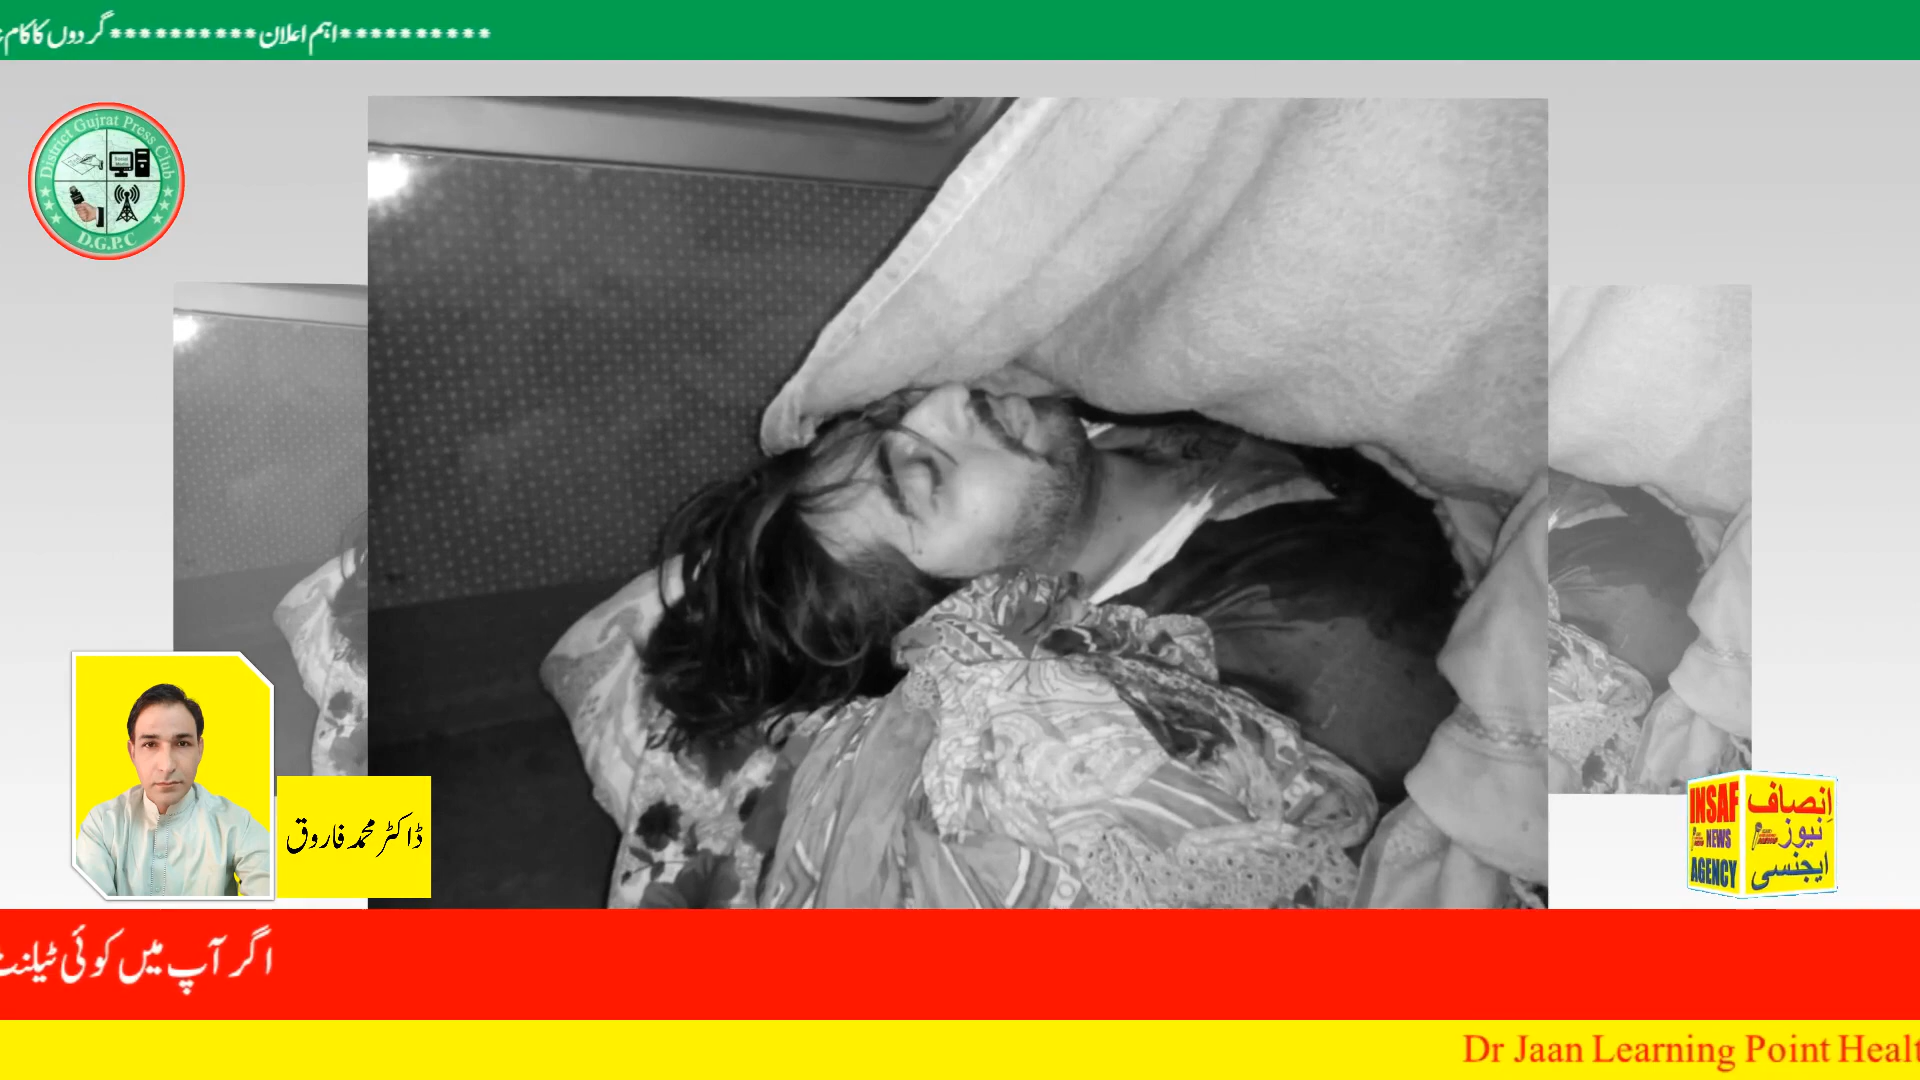 **********اہم اعلان**********گردوں کا کام
District Gujrat Press Club
D.G.P.C
ڈاکٹر محمد فاروق
INSAF
NEWS
AGENCY
اِنصاف
نیوز
ایجنسی
اگر آپ میں کوئی ٹیلنٹ
Dr Jaan Learning Point Healt